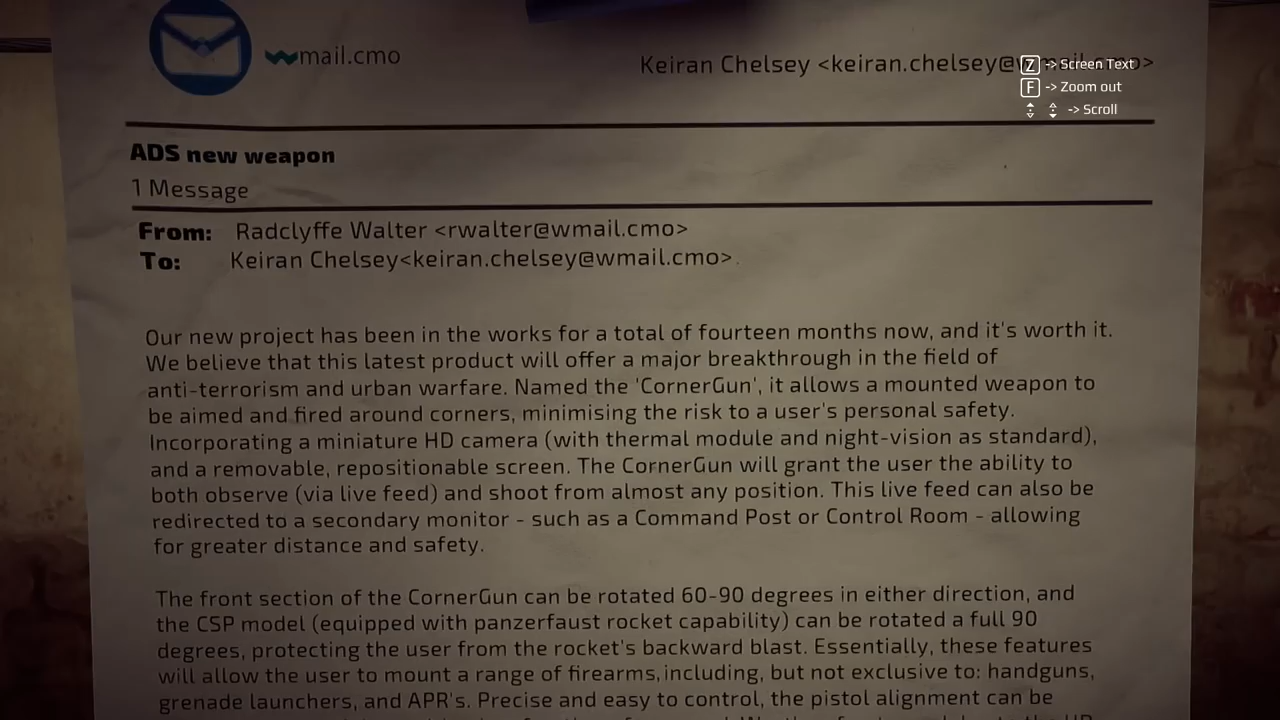 wmail.cmo
Keiran Chelsey <keiran.chelsey@wmail.cmo>
Z -> Screen Text
F -> Zoom out
-> Scroll
ADS new weapon
1 Message
From: Radclyffe Walter <rwalter@wmail.cmo>
To: Keiran Chelsey<keiran.chelsey@wmail.cmo>.
Our new project has been in the works for a total of fourteen months now, and it's worth it.
We believe that this latest product will offer a major breakthrough in the field of
anti-terrorism and urban warfare. Named the 'CornerGun', it allows a mounted weapon to
be aimed and fired around corners, minimising the risk to a user's personal safety.
Incorporating a miniature HD camera (with thermal module and night-vision as standard),
and a removable, repositionable screen. The CornerGun will grant the user the ability to
both observe (via live feed) and shoot from almost any position. This live feed can also be
redirected to a secondary monitor - such as a Command Post or Control Room - allowing
for greater distance and safety.
The front section of the CornerGun can be rotated 60-90 degrees in either direction, and
the CSP model (equipped with panzerfaust rocket capability) can be rotated a full 90
degrees, protecting the user from the rocket's backward blast. Essentially, these features
will allow the user to mount a range of firearms,including, but not exclusive to: handguns,
grenade launchers, and APR's. Precise and easy to control, the pistol alignment can be